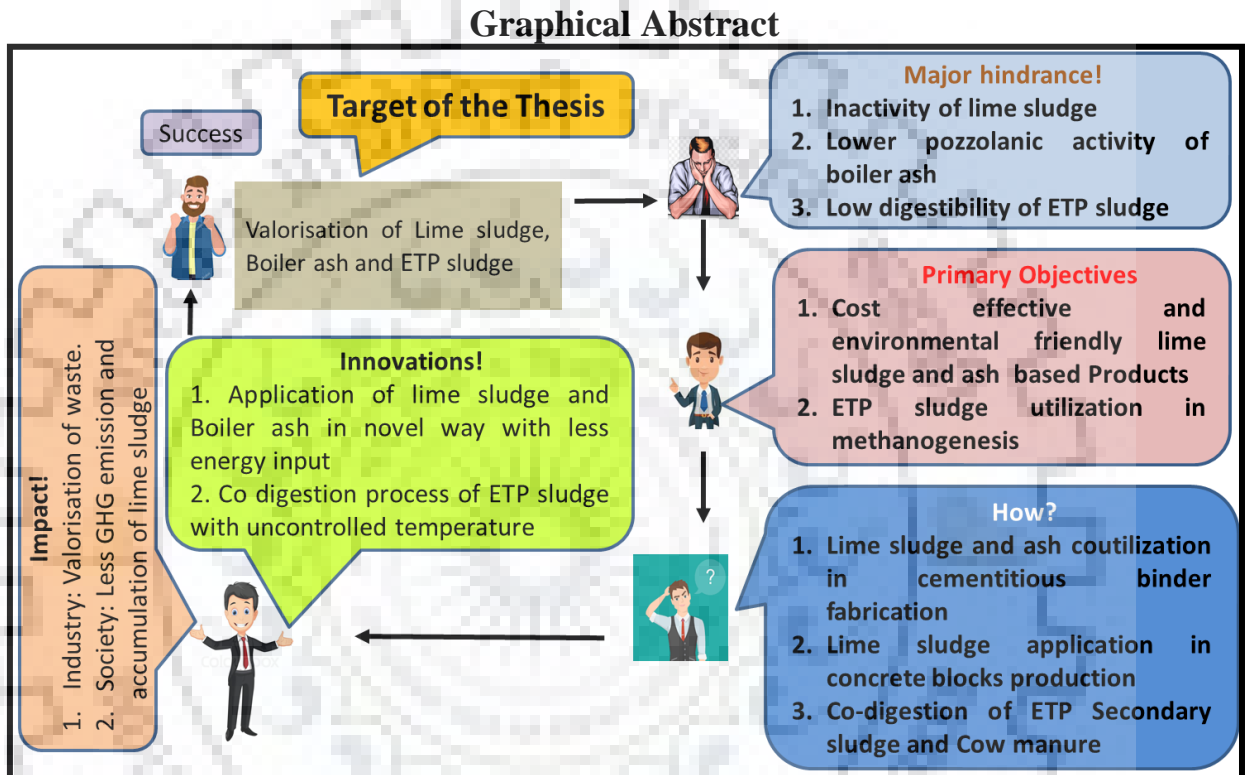 Graphical Abstract
Target of the Thesis
Success
Valorisation of Lime sludge,
Boiler ash and ETP sludge
Major hindrance!
1. Inactivity of lime sludge
2. Lower pozzolanic activity of
boiler ash
3. Low digestibility of ETP sludge
Primary Objectives
1. Cost effective and
environmental friendly lime
sludge and ash based Products
2. ETP sludge utilization in
methanogenesis
How?
1. Lime sludge and ash coutilization
in cementitious binder
fabrication
2. Lime sludge application in
concrete blocks production
3. Co-digestion of ETP Secondary
sludge and Cow manure
?
Innovations!
1. Application of lime sludge and
Boiler ash in novel way with less
energy input
2. Co digestion process of ETP sludge
with uncontrolled temperature
Impact!
1. Industry: Valorisation of waste.
2. Society: Less GHG emission and
accumulation of lime sludge